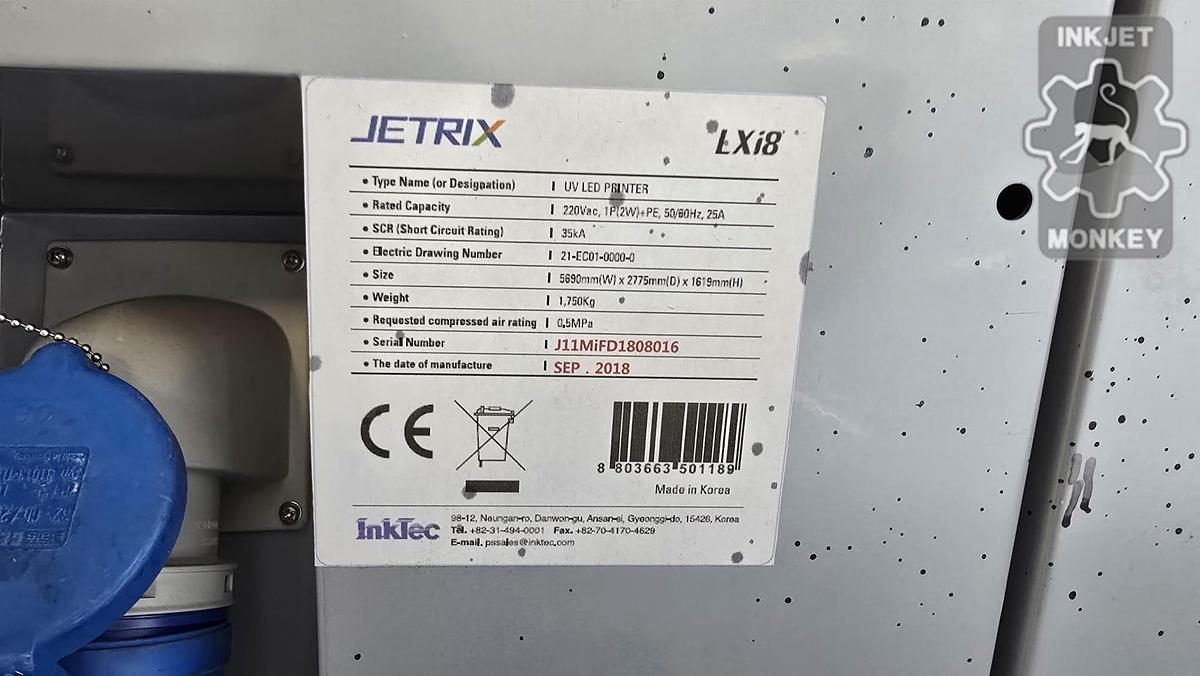 INKJET
MONKEY
JETRIX
LXi8
• Type Name (or Designation) | UV LED PRINTER
• Rated Capacity | 220Vac, 1P(2W)+PE, 50/60Hz, 25A
• SCR (Short Circuit Rating) | 35kA
• Electric Drawing Number | 21-EC01-0000-0
• Size | 5690mm(W) x 2775mm(D) x 1619mm(H)
• Weight | 1,750Kg
• Requested compressed air rating | 0,5MPa
• Serial Number | J11MiFD1808016
• The date of manufacture | SEP . 2018
CE
8 803663 501189
Made in Korea
InkTec
98-12, Neungan-ro, Danwon-gu, Ansan-si, Gyeonggi-do, 15426, Korea
Tel. +82-31-494-0001 Fax. +82-70-4170-4629
E-mail. pssales@inktec.com